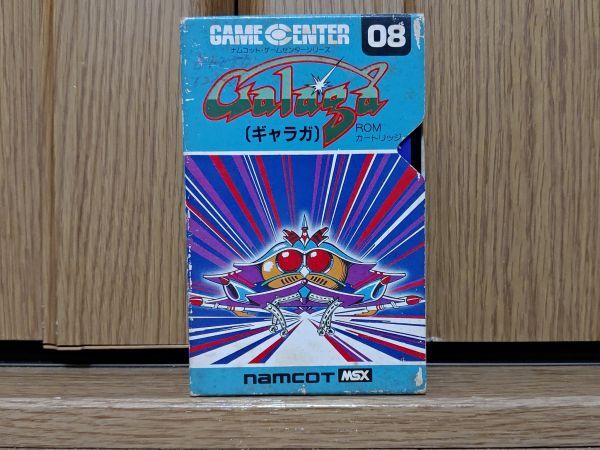 GAME CENTER 08
ナムコット・ゲームセンターシリーズ
Galaga
(ギャラガ)
ROM
カートリッジ
namcot MSX